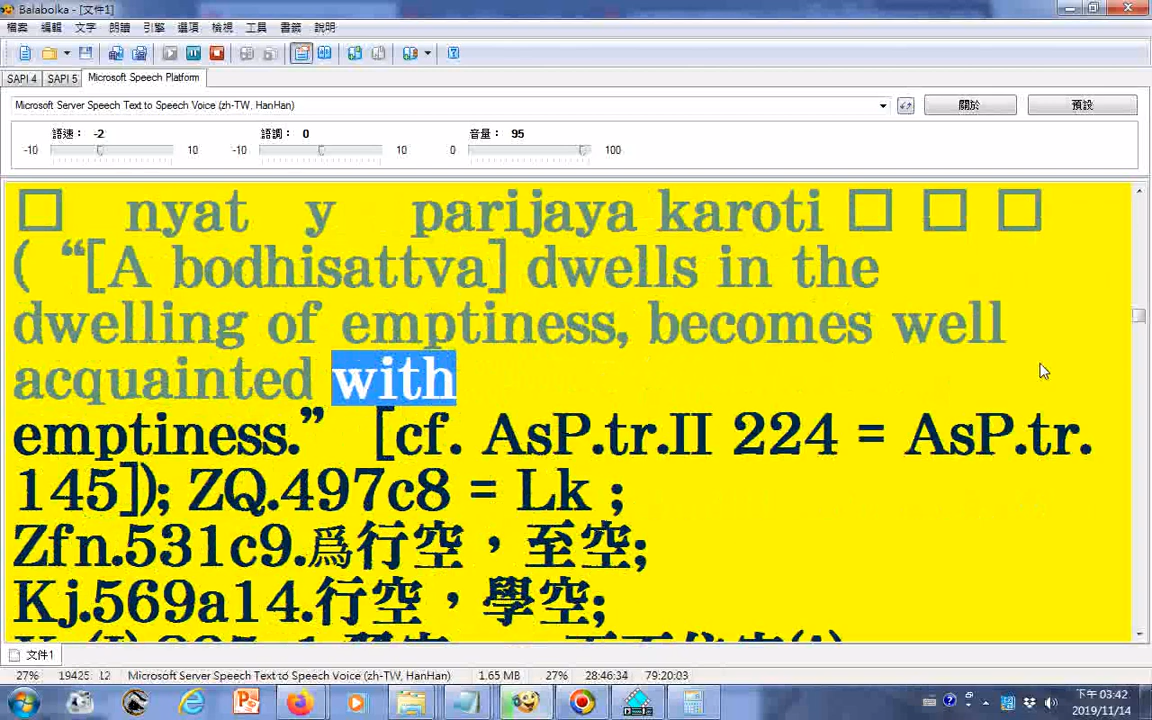 Balabolka - [文件1]
檔案 編輯 文字 朗讀 引擎 選項 檢視 工具 書籤 說明
SAPI 4 SAPI 5 Microsoft Speech Platform
Microsoft Server Speech Text to Speech Voice (zh-TW, HanHan) 關於 預設
語速： -2 語調： 0 音量： 95
-10 10 -10 10 0 100
□ nyat y parijaya karoti □ □ □
( “[A bodhisattva] dwells in the
dwelling of emptiness, becomes well
acquainted with
emptiness.” [cf. AsP.tr.II 224 = AsP.tr.
145]); ZQ.497c8 = Lk ;
Zfn.531c9.爲行空，至空;
Kj.569a14.行空，學空;
文件1
27% 19425 12 Microsoft Server Speech Text to Speech Voice (zh-TW, HanHan) 1.65 MB 27% 28:46:34 79:20:03
下午 03:42
2019/11/14